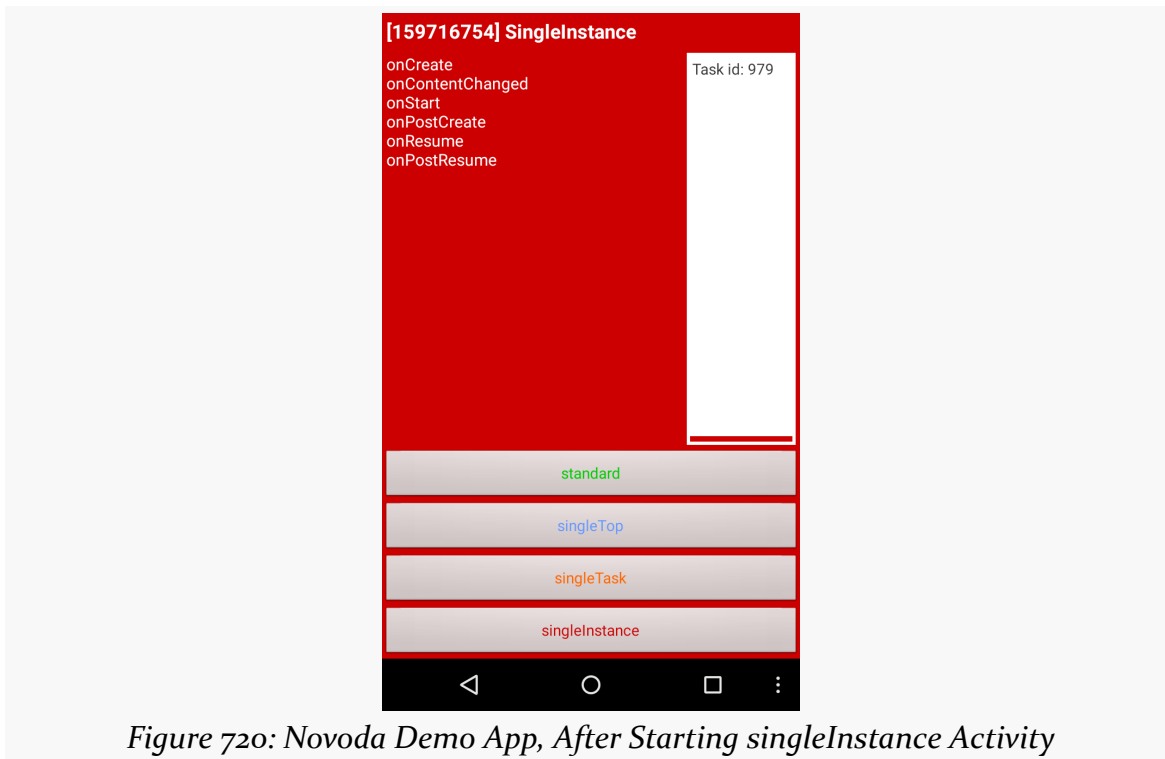 [159716754] SingleInstance
onCreate
onContentChanged
onStart
onPostCreate
onResume
onPostResume
Task id: 979
standard
singleTop
singleTask
singleInstance
Figure 720: Novoda Demo App, After Starting singleInstance Activity